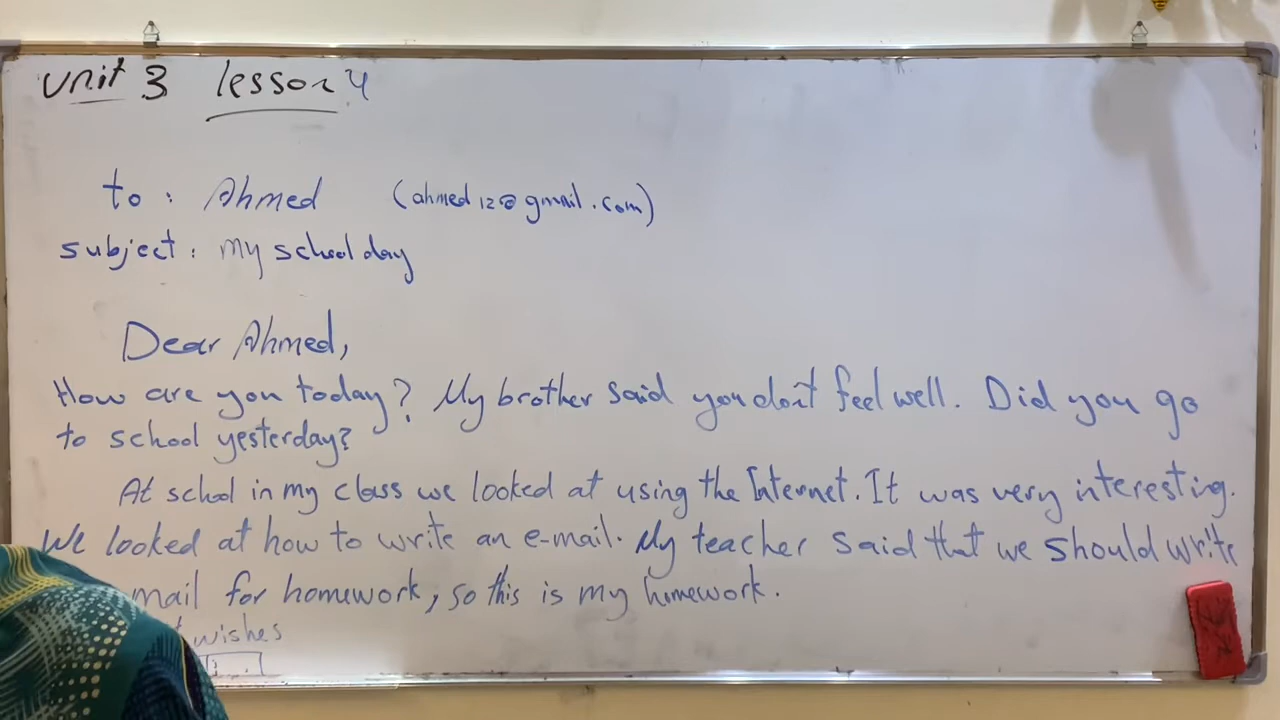 Unit 3 lesson 4
to: Ahmed (ahmed12@gmail.com)
subject: my school day
Dear Ahmed,
How are you today? My brother said you don't feel well. Did you go
to school yesterday?
At school in my class we looked at using the Internet. It was very interesting.
We looked at how to write an e-mail. My teacher said that we should write
mail for homework, so this is my homework.
wishes